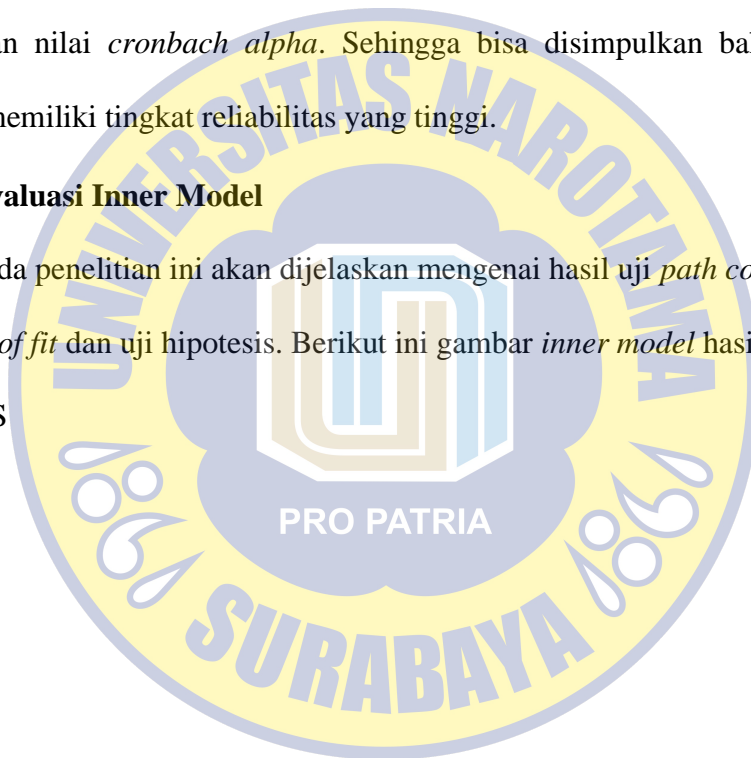 an nilai cronbach alpha. Sehingga bisa disimpulkan bal
nemiliki tingkat reliabilitas yang tinggi.
valuasi Inner Model
da penelitian ini akan dijelaskan mengenai hasil uji path co
of fit dan uji hipotesis. Berikut ini gambar inner model hasi
S
UNIVERSITAS NAROTAMA
PRO PATRIA
SURABAYA